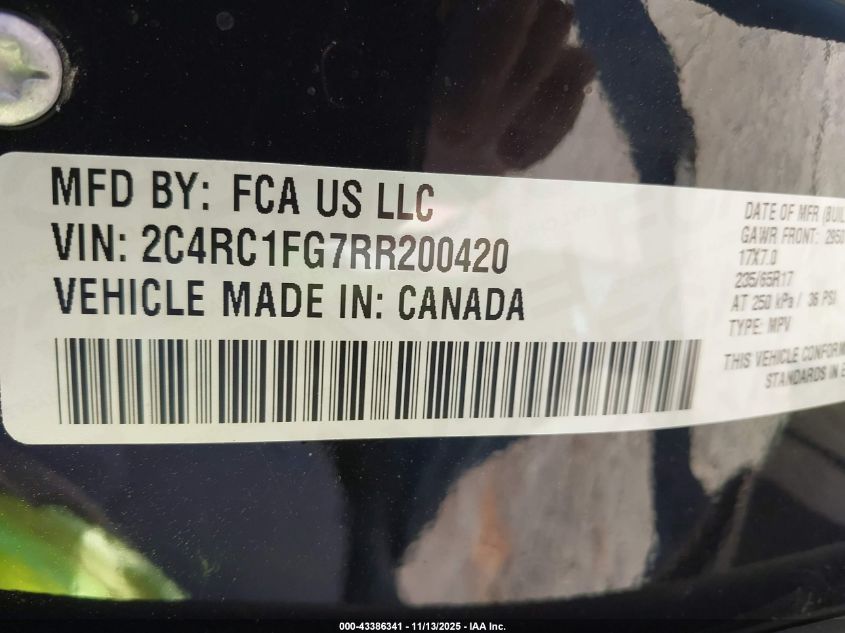 MFD BY: FCA US LLC
VIN: 2C4RC1FG7RR200420
VEHICLE MADE IN: CANADA
DATE OF MFR (BUIL
GAWR FRONT: 2950
17X7.0
235/65R17
AT 250 kPa / 36 PSI
TYPE: MPV
THIS VEHICLE CONFORM
STANDARDS IN E
000-43386341 - 11/13/2025 - IAA Inc.